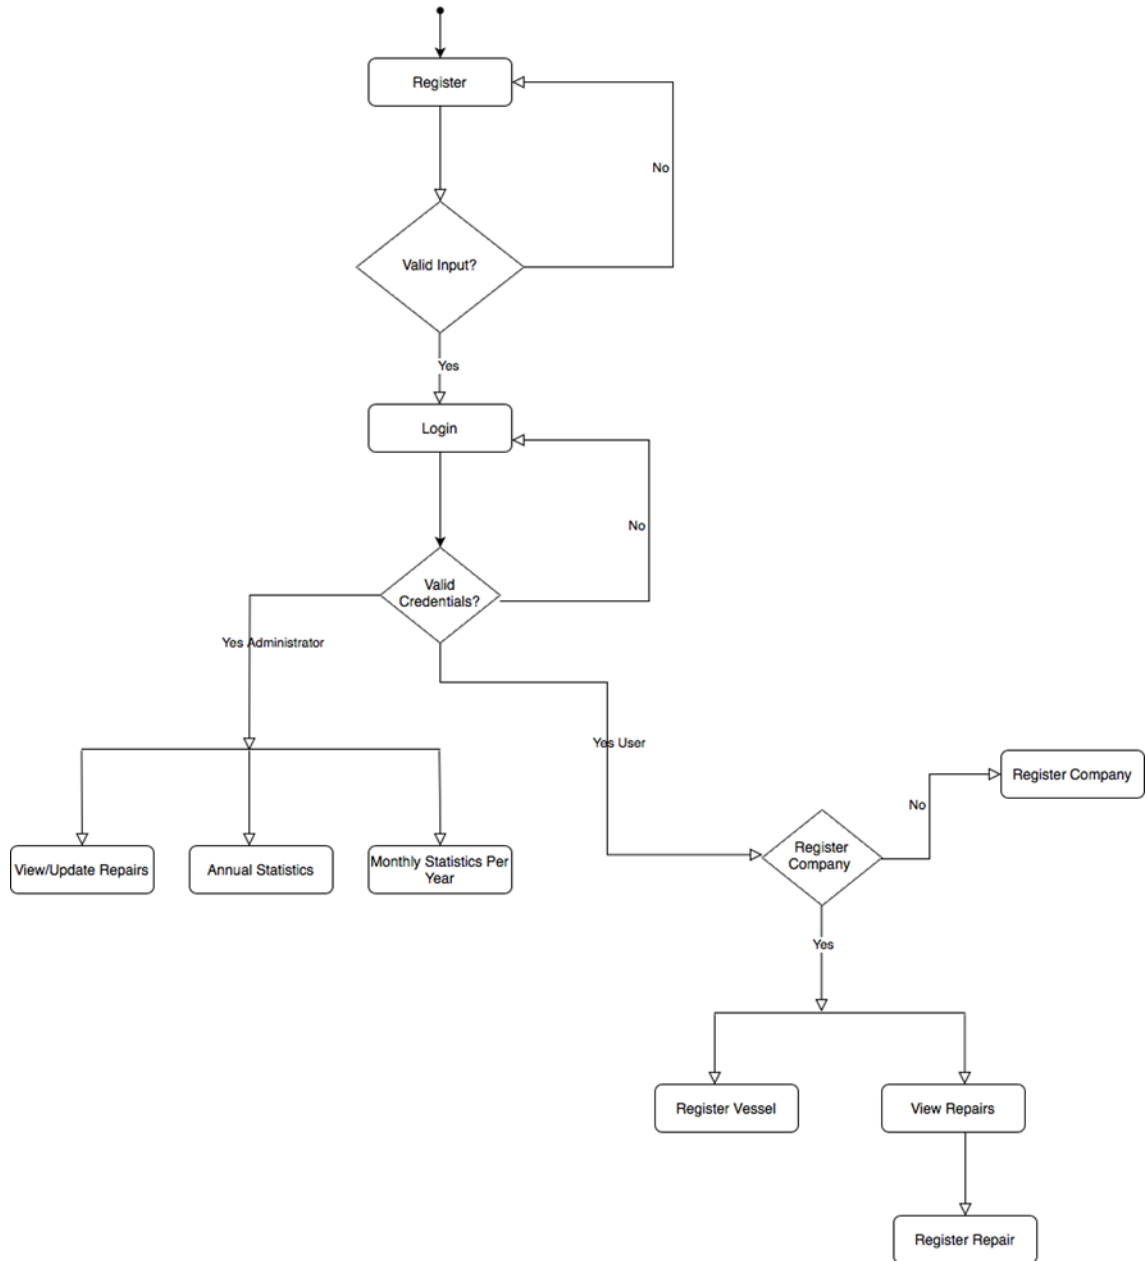 Register
No
Valid Input?
Yes
Login
No
Valid
Credentials?
Yes Administrator
Yes User
Register Company
No
Register
Company
View/Update Repairs
Annual Statistics
Monthly Statistics Per
Year
Yes
Register Vessel
View Repairs
Register Repair